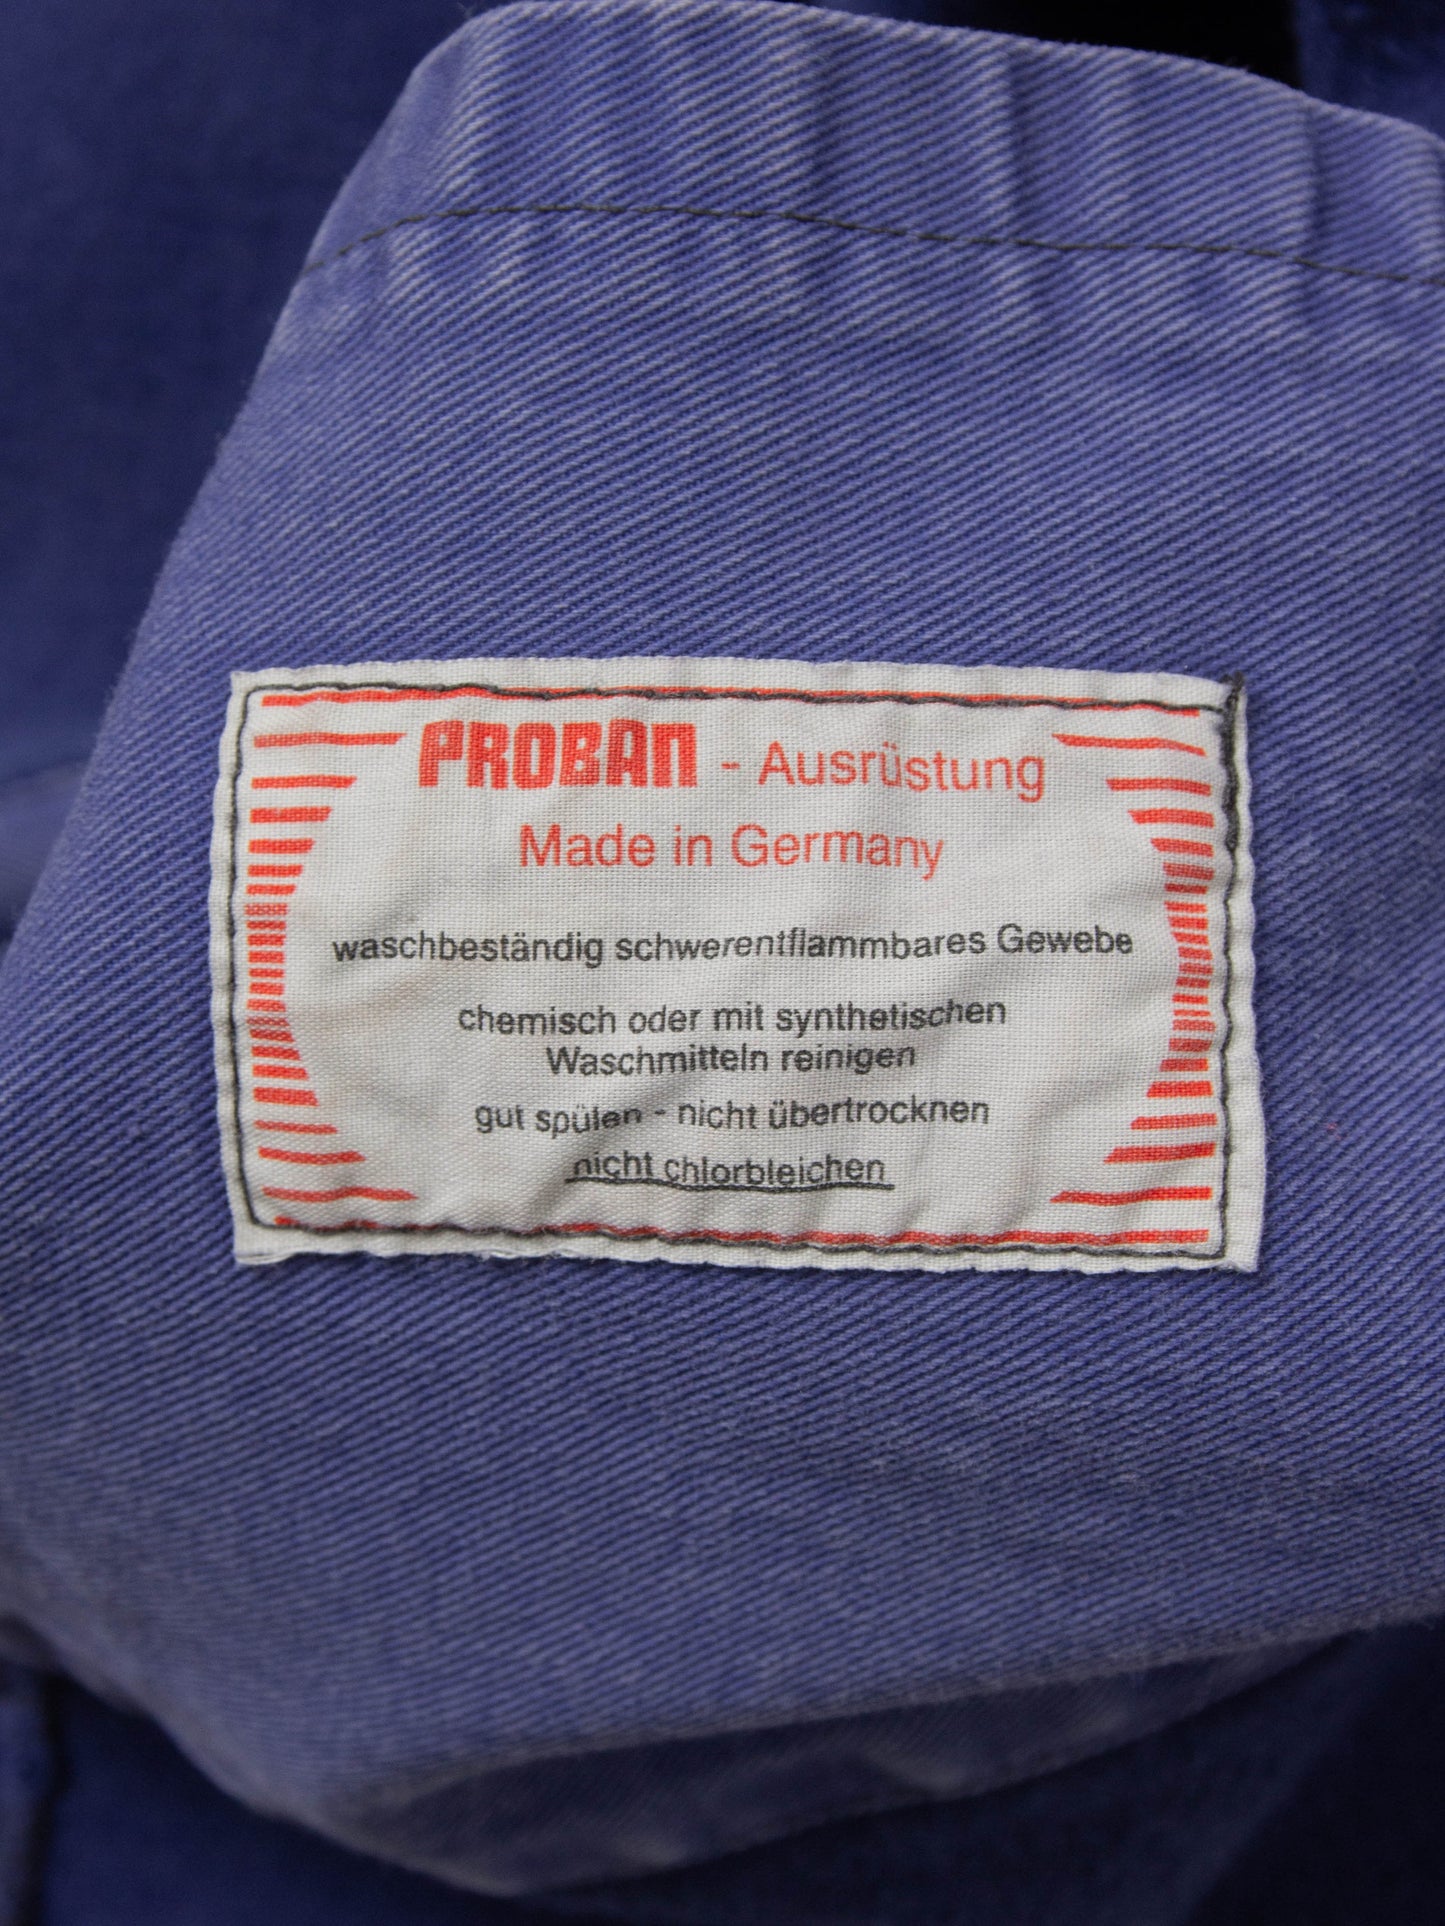 PROBAN - Ausrüstung
Made in Germany
waschbeständig schwerentflammbares Gewebe
chemisch oder mit synthetischen
Waschmitteln reinigen
gut spülen - nicht übertrocknen
nicht chlorbleichen